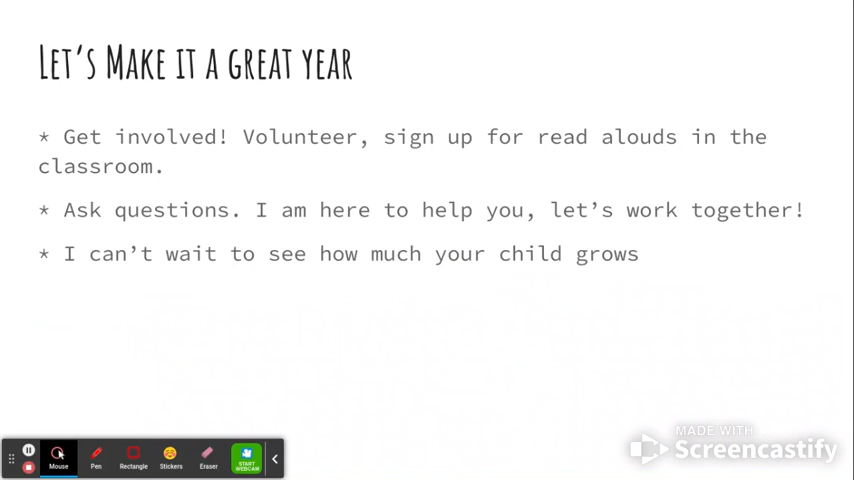 Let's Make it a great year
* Get involved! Volunteer, sign up for read alouds in the
classroom.
* Ask questions. I am here to help you, let's work together!
* I can't wait to see how much your child grows
Mouse
Pen
Rectangle
Stickers
Eraser
START
WEBCAM
MADE WITH
Screencastify